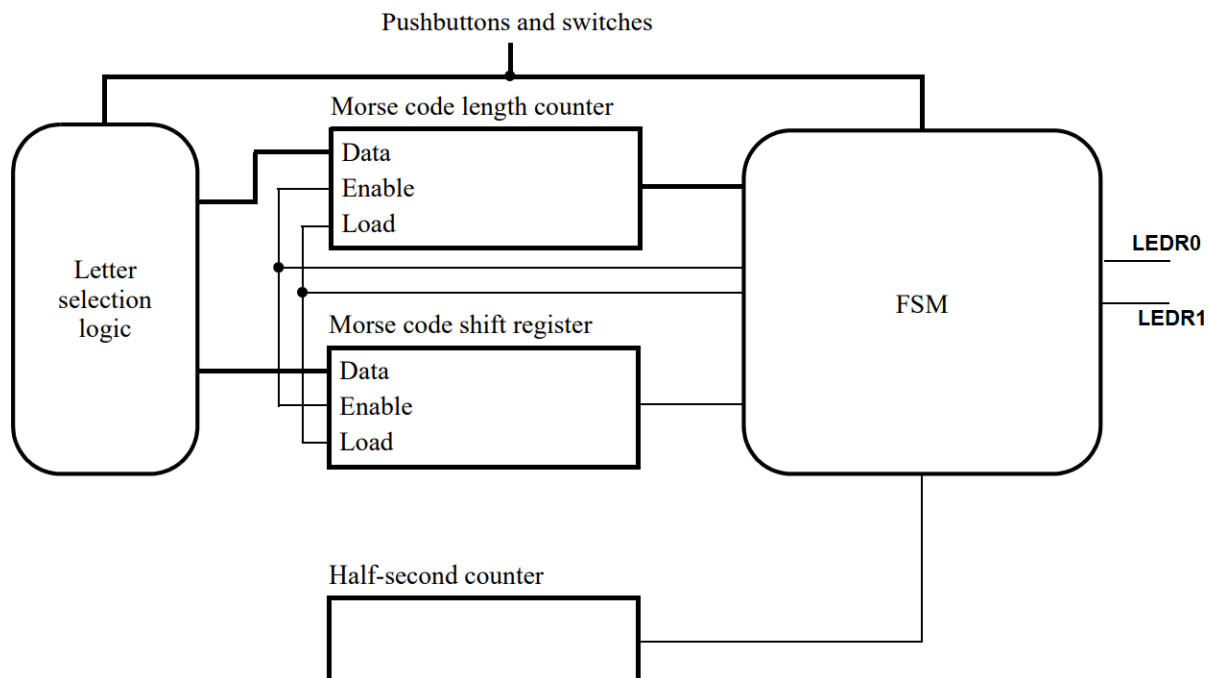 Pushbuttons and switches
Morse code length counter
Data
Enable
Load
Letter
selection
logic
Morse code shift register
Data
Enable
Load
FSM
LEDR0
LEDR1
Half-second counter